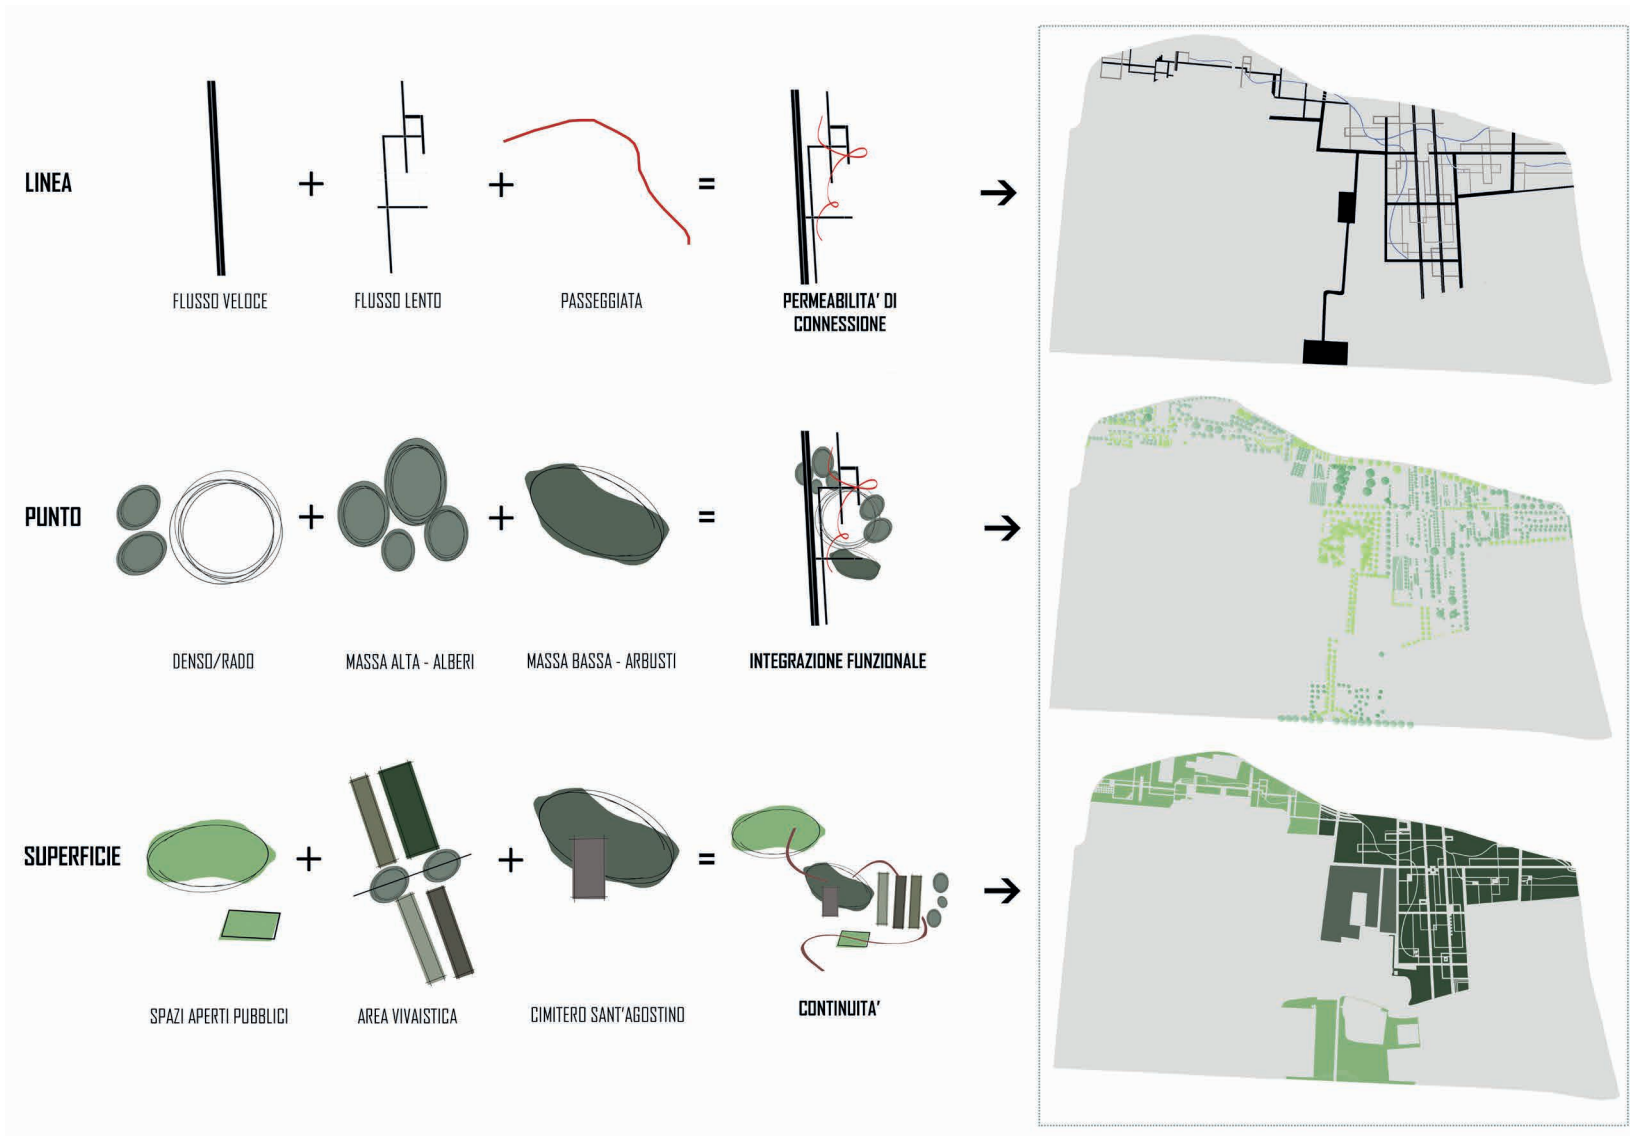 LINEA
FLUSSO VELOCE
FLUSSO LENTO
PASSEGGIATA
PERMEABILITA' DI
CONNESSIONE
PUNTO
DENSO/RADO
MASSA ALTA - ALBERI
MASSA BASSA - ARBUSTI
INTEGRAZIONE FUNZIONALE
SUPERFICIE
SPAZI APERTI PUBBLICI
AREA VIVAISTICA
CIMITERO SANT'AGOSTINO
CONTINUITA'